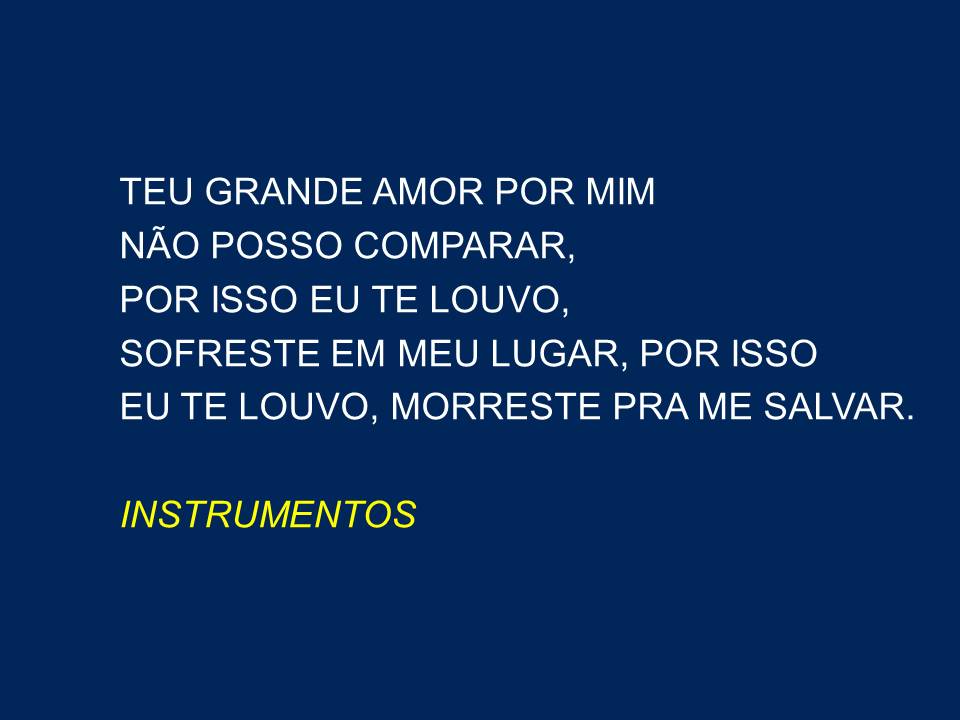 TEU GRANDE AMOR POR MIM
NÃO POSSO COMPARAR,
POR ISSO EU TE LOUVO,
SOFRESTE EM MEU LUGAR, POR ISSO
EU TE LOUVO, MORRESTE PRA ME SALVAR.
INSTRUMENTOS